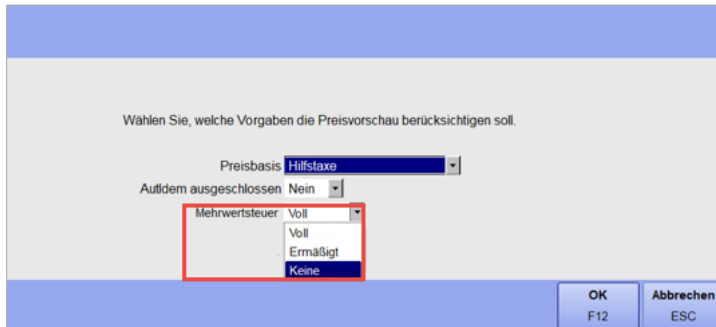 Wählen Sie, welche Vorgaben die Preisvorschau berücksichtigen soll.
Preisbasis Hilfstaxe
AutIdem ausgeschlossen Nein
Mehrwertsteuer Voll
Voll
Ermäßigt
Keine
OK Abbrechen
F12 ESC